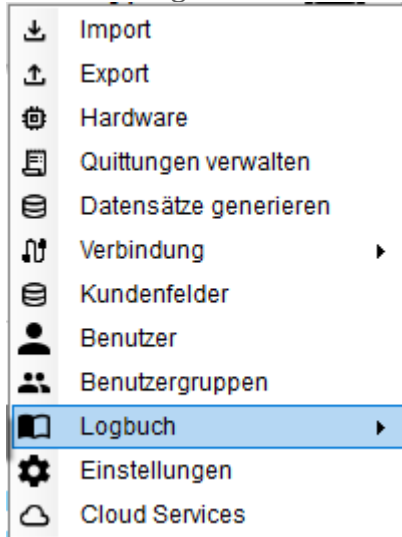 Import
Export
Hardware
Quittungen verwalten
Datensätze generieren
Verbindung
Kundenfelder
Benutzer
Benutzergruppen
Logbuch
Einstellungen
Cloud Services